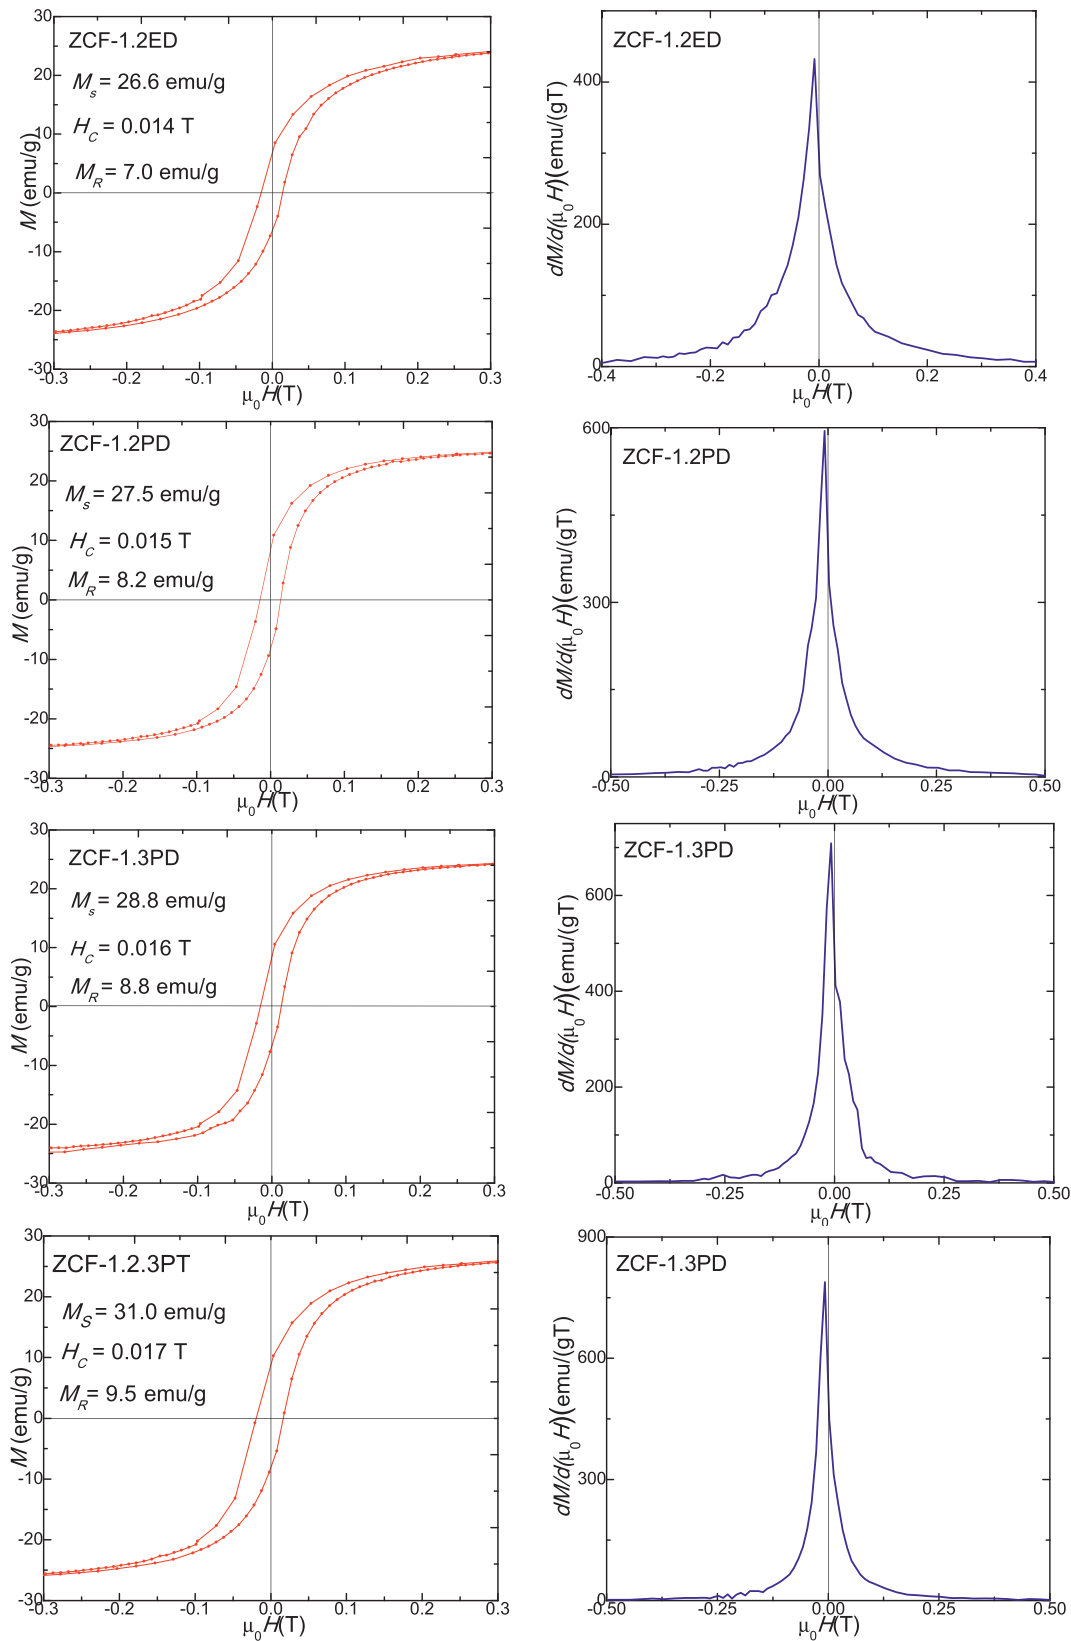 ZCF-1.2ED
Ms = 26.6 emu/g
HC = 0.014 T
MR = 7.0 emu/g
M (emu/g)
30
20
10
0
-10
-20
-30
-0.3 -0.2 -0.1 0.0 0.1 0.2 0.3
μ0H(T)
ZCF-1.2ED
dM/d(μ0H)(emu/(gT)
400
200
0
-0.4 -0.2 0.0 0.2 0.4
μ0H(T)
ZCF-1.2PD
Ms = 27.5 emu/g
HC = 0.015 T
MR = 8.2 emu/g
M (emu/g)
30
20
10
0
-10
-20
-30
-0.3 -0.2 -0.1 0.0 0.1 0.2 0.3
μ0H(T)
ZCF-1.2PD
dM/d(μ0H)(emu/(gT)
600
300
0
-0.50 -0.25 0.00 0.25 0.50
μ0H(T)
ZCF-1.3PD
Ms = 28.8 emu/g
HC = 0.016 T
MR = 8.8 emu/g
M (emu/g)
30
20
10
0
-10
-20
-30
-0.3 -0.2 -0.1 0.0 0.1 0.2 0.3
μ0H(T)
ZCF-1.3PD
dM/d(μ0H)(emu/(gT)
600
400
200
0
-0.50 -0.25 0.00 0.25 0.50
μ0H(T)
ZCF-1.2.3PT
MS = 31.0 emu/g
HC = 0.017 T
MR = 9.5 emu/g
M (emu/g)
30
20
10
0
-10
-20
-30
-0.3 -0.2 -0.1 0.0 0.1 0.2 0.3
μ0H(T)
ZCF-1.3PD
dM/d(μ0H)(emu/(gT)
900
600
300
0
-0.50 -0.25 0.00 0.25 0.50
μ0H(T)